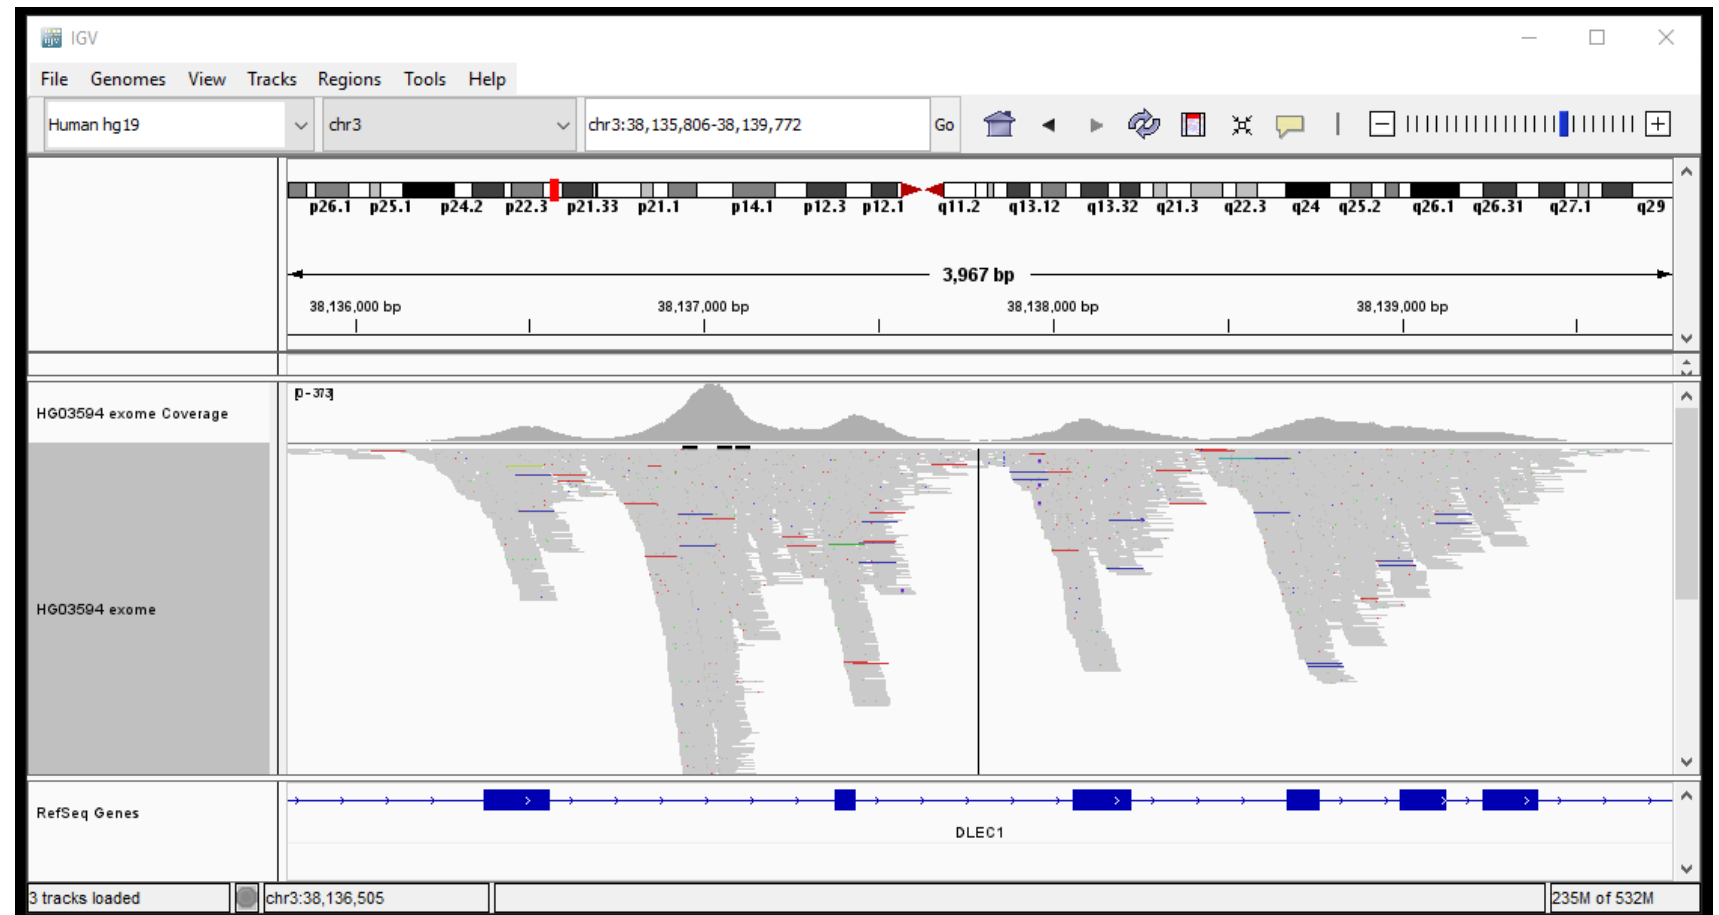 IGV
File Genomes View Tracks Regions Tools Help
Human hg19 chr3 chr3:38,135,806-38,139,772 Go
p26.1 p25.1 p24.2 p22.3 p21.33 p21.1 p14.1 p12.3 p12.1 q11.2 q13.12 q13.32 q21.3 q22.3 q24 q25.2 q26.1 q26.31 q27.1 q29
3,967 bp
38,136,000 bp 38,137,000 bp 38,138,000 bp 38,139,000 bp
[0-373]
HG03594 exome Coverage
HG03594 exome
RefSeq Genes
DLEC1
3 tracks loaded chr3:38,136,505 235M of 532M